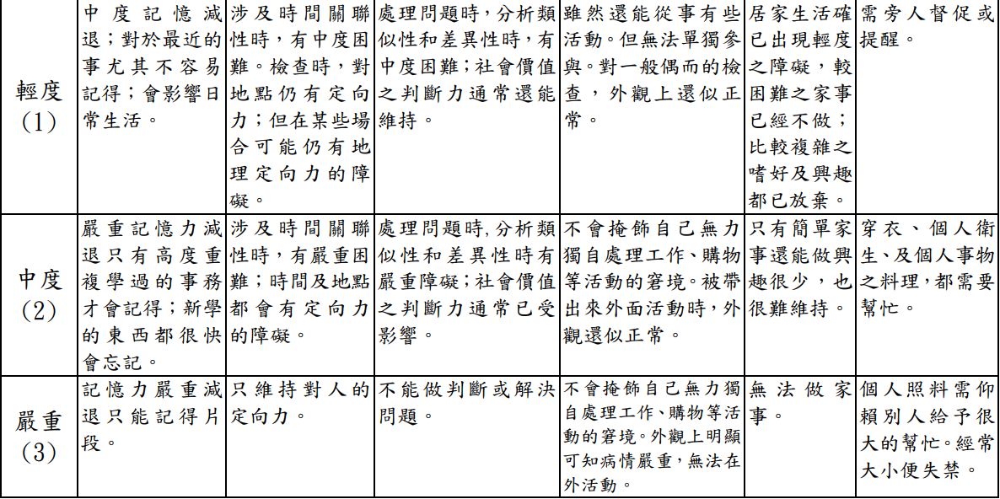 輕度
(1)
中度記憶減
退；對於最近的
事尤其不容易
記得；會影響日
常生活。
涉及時間關聯
性時，有中度困
難。檢查時，對
地點仍有定向
力；但在某些場
合可能仍有地
理定向力的障
礙。
處理問題時，分析類
似性和差異性時，有
中度困難；社會價值
之判斷力通常還能
維持。
雖然還能從事有些
活動。但無法單獨參
與。對一般偶而的檢
查，外觀上還似正
常。
居家生活確
已出現輕度
之障礙，較
困難之家事
已經不做；
比較複雜之
嗜好及興趣
都已放棄。
需旁人督促或
提醒。
中度
(2)
嚴重記憶力減
退只有高度重
複學過的事務
才會記得；新學
的東西都很快
會忘記。
涉及時間關聯
性時，有嚴重困
難；時間及地點
都會有定向力
的障礙。
處理問題時,分析類
似性和差異性時有
嚴重障礙；社會價值
之判斷力通常已受
影響。
不會掩飾自己無力
獨自處理工作、購物
等活動的窘境。被帶
出來外面活動時，外
觀還似正常。
只有簡單家
事還能做興
趣很少，也
很難維持。
穿衣、個人衛
生、及個人事物
之料理，都需要
幫忙。
嚴重
(3)
記憶力嚴重減
退只能記得片
段。
只維持對人的
定向力。
不能做判斷或解決
問題。
不會掩飾自己無力獨
自處理工作、購物等活
動的窘境。外觀上明顯
可知病情嚴重，無法在
外活動。
無法做家
事。
個人照料需仰
賴別人給予很
大的幫忙。經常
大小便失禁。